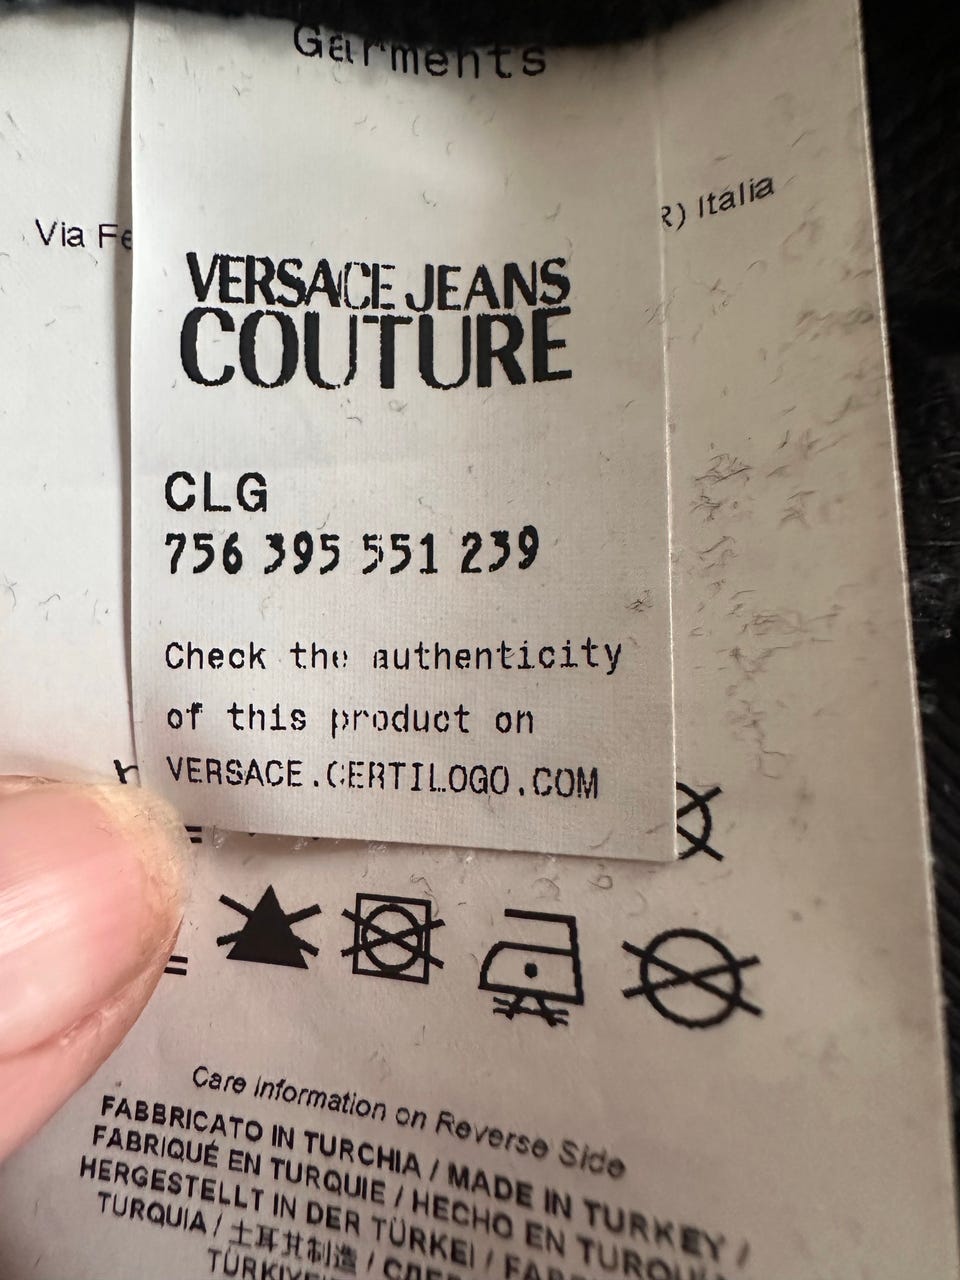 Garments
Via
R) Italia
VERSACE JEANS
COUTURE
CLG
756 395 551 239
Check the authenticity
of this product on
VERSACE.CERTILOGO.COM
Care information on Reverse Side
FABBRICATO IN TURCHIA / MADE IN TURKEY /
FABRIQUÉ EN TURQUIE / HECHO EN TURQUÍA
HERGESTELLT IN DER TÜRKEI /
TURQUIA / 土耳其制造 /